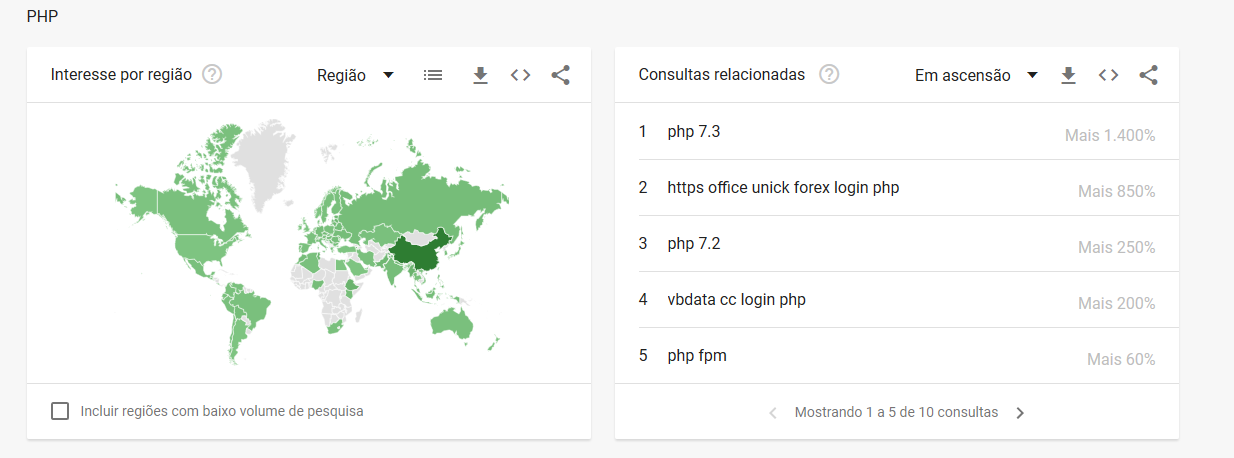 PHP
Interesse por região
Região
Incluir regiões com baixo volume de pesquisa
Consultas relacionadas
Em ascensão
1 php 7.3 Mais 1.400%
2 https office unick forex login php Mais 850%
3 php 7.2 Mais 250%
4 vbdata cc login php Mais 200%
5 php fpm Mais 60%
Mostrando 1 a 5 de 10 consultas